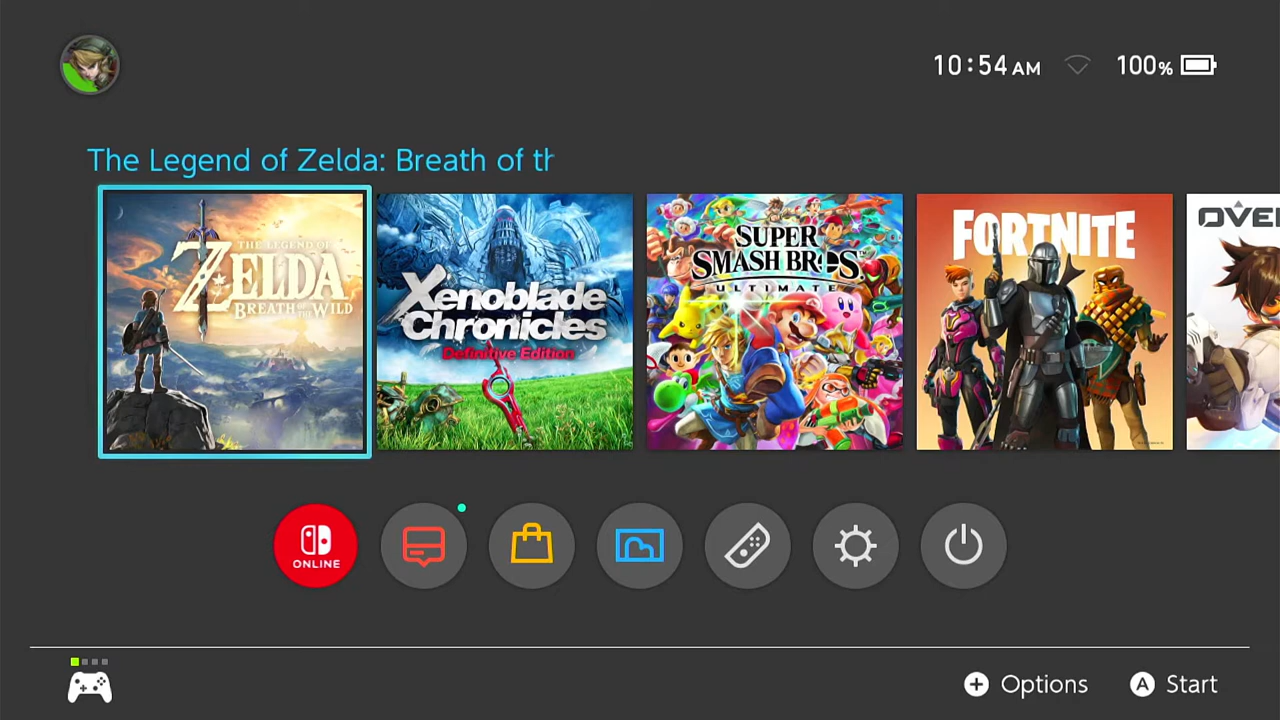 10:54 AM 100%
The Legend of Zelda: Breath of th
THE LEGEND OF
ZELDA
BREATH OF THE WILD
Xenoblade
Chronicles
Definitive Edition
SUPER
SMASH BROS.
ULTIMATE
FORTNITE
OVE
ONLINE
+ Options
A Start